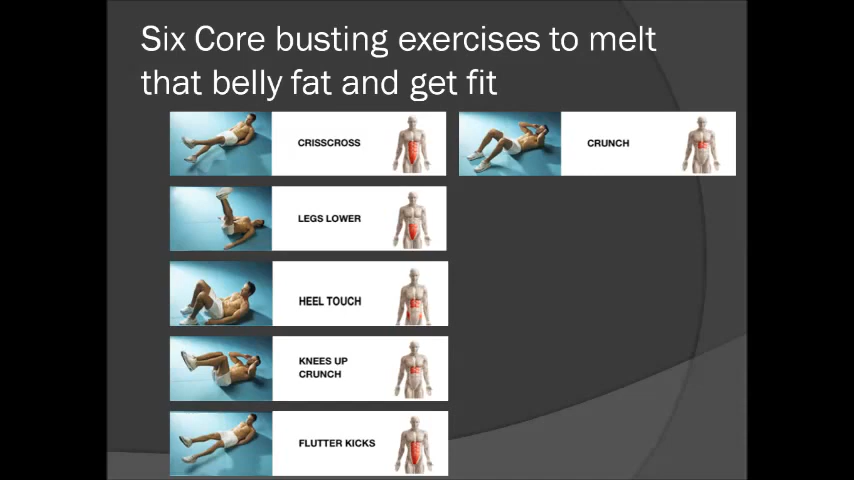 Six Core busting exercises to melt
that belly fat and get fit
CRISSCROSS
CRUNCH
LEGS LOWER
HEEL TOUCH
KNEES UP
CRUNCH
FLUTTER KICKS